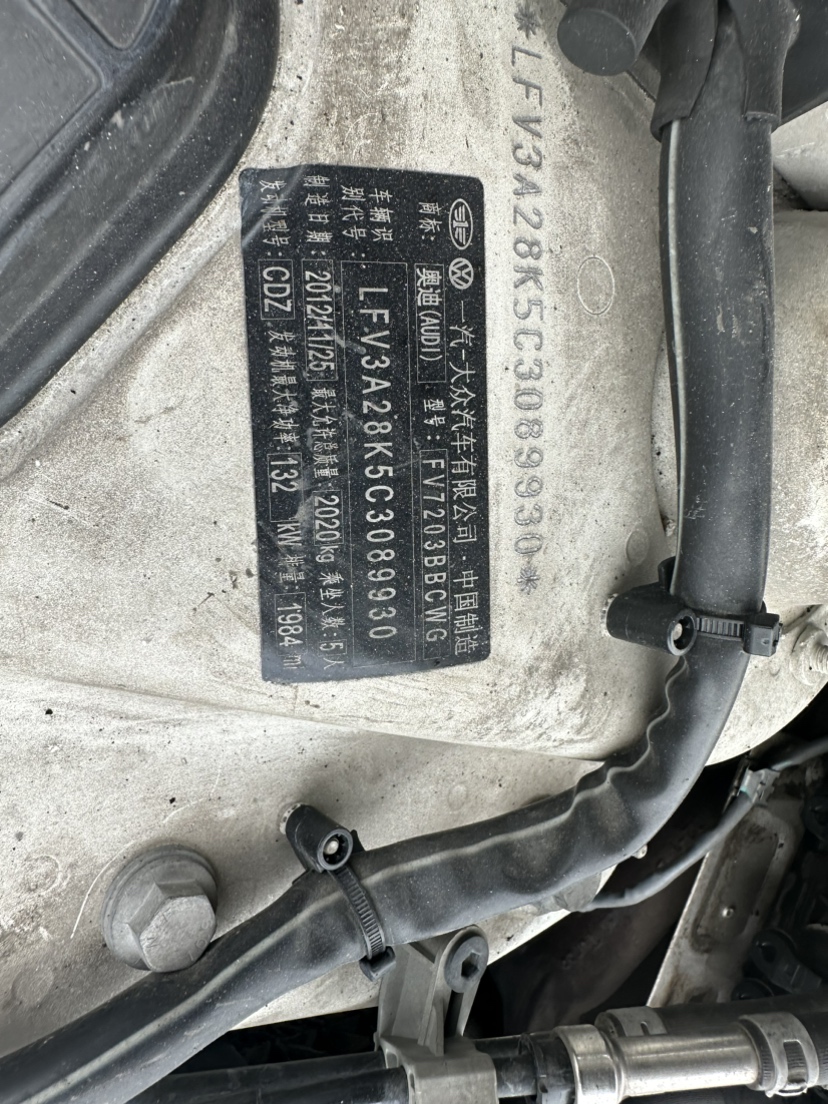 *LFV3A28K5C3089930*
一汽-大众汽车有限公司·中国制造
商标: 奥迪(AUDI) 型号: FV7203BBCWG
车辆识
别代号: LFV3A28K5C3089930
制造日期: 2012/11/25 最大允许总质量: 2020kg 乘坐人数: 5人
发动机型号: CDZ 发动机最大净功率: 132 kW 排量: 1984 ml